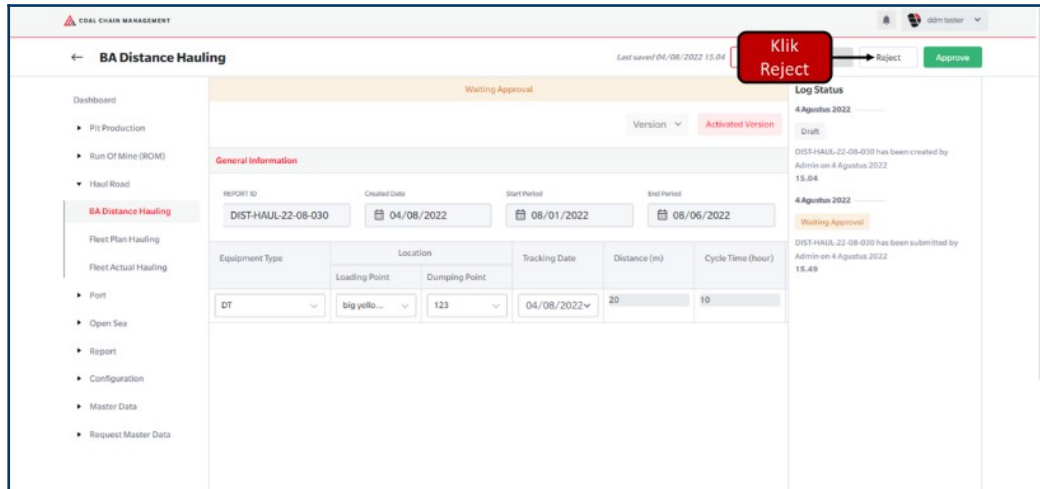 COAL CHAIN MANAGEMENT
ddm tester
BA Distance Hauling
Last saved 04/08/2022 15.04
Klik
Reject
Reject
Approve
Dashboard
Pit Production
Run Of Mine (ROM)
Haul Road
BA Distance Hauling
Fleet Plan Hauling
Fleet Actual Hauling
Port
Open Sea
Report
Configuration
Master Data
Request Master Data
Waiting Approval
Version
Activated Version
General Information
REPORT ID
Created Date
Start Period
End Period
DIST-HAUL-22-08-030
04/08/2022
08/01/2022
08/06/2022
Equipment Type
Location
Tracking Date
Distance (m)
Cycle Time (hour)
Loading Point
Dumping Point
DT
big yello...
123
04/08/2022
20
10
Log Status
4 Agustus 2022
Draft
DIST-HAUL-22-08-030 has been created by
Admin on 4 Agustus 2022
15.04
4 Agustus 2022
Waiting Approval
DIST-HAUL-22-08-030 has been submitted by
Admin on 4 Agustus 2022
15.49